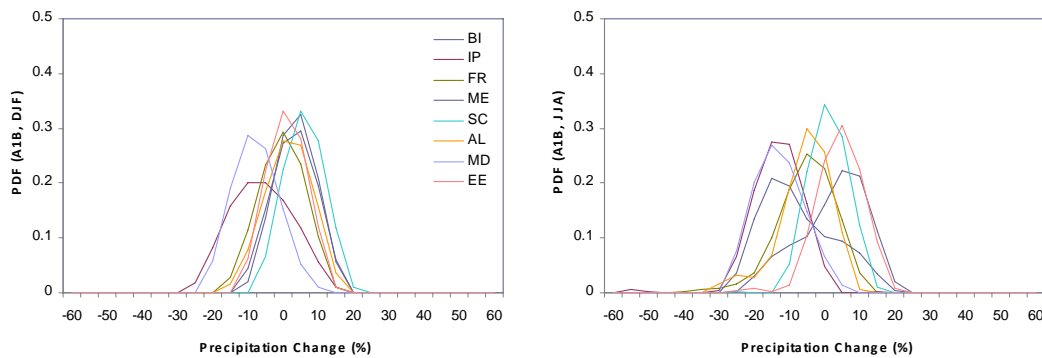 0.5
0.4
0.3
0.2
0.1
0
PDF (A1B, DJF)
BI
IP
FR
ME
SC
AL
MD
EE
-60 -50 -40 -30 -20 -10 0 10 20 30 40 50 60
Precipitation Change (%)
0.5
0.4
0.3
0.2
0.1
0
PDF (A1B, JJA)
-60 -50 -40 -30 -20 -10 0 10 20 30 40 50 60
Precipitation Change (%)